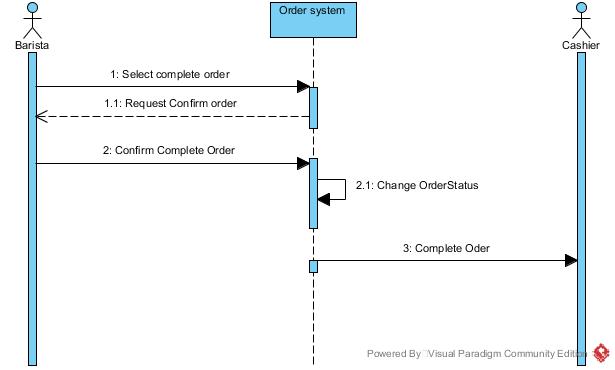 Order system
Barista
Cashier
1: Select complete order
1.1: Request Confirm order
2: Confirm Complete Order
2.1: Change OrderStatus
3: Complete Oder
Powered By Visual Paradigm Community Edition